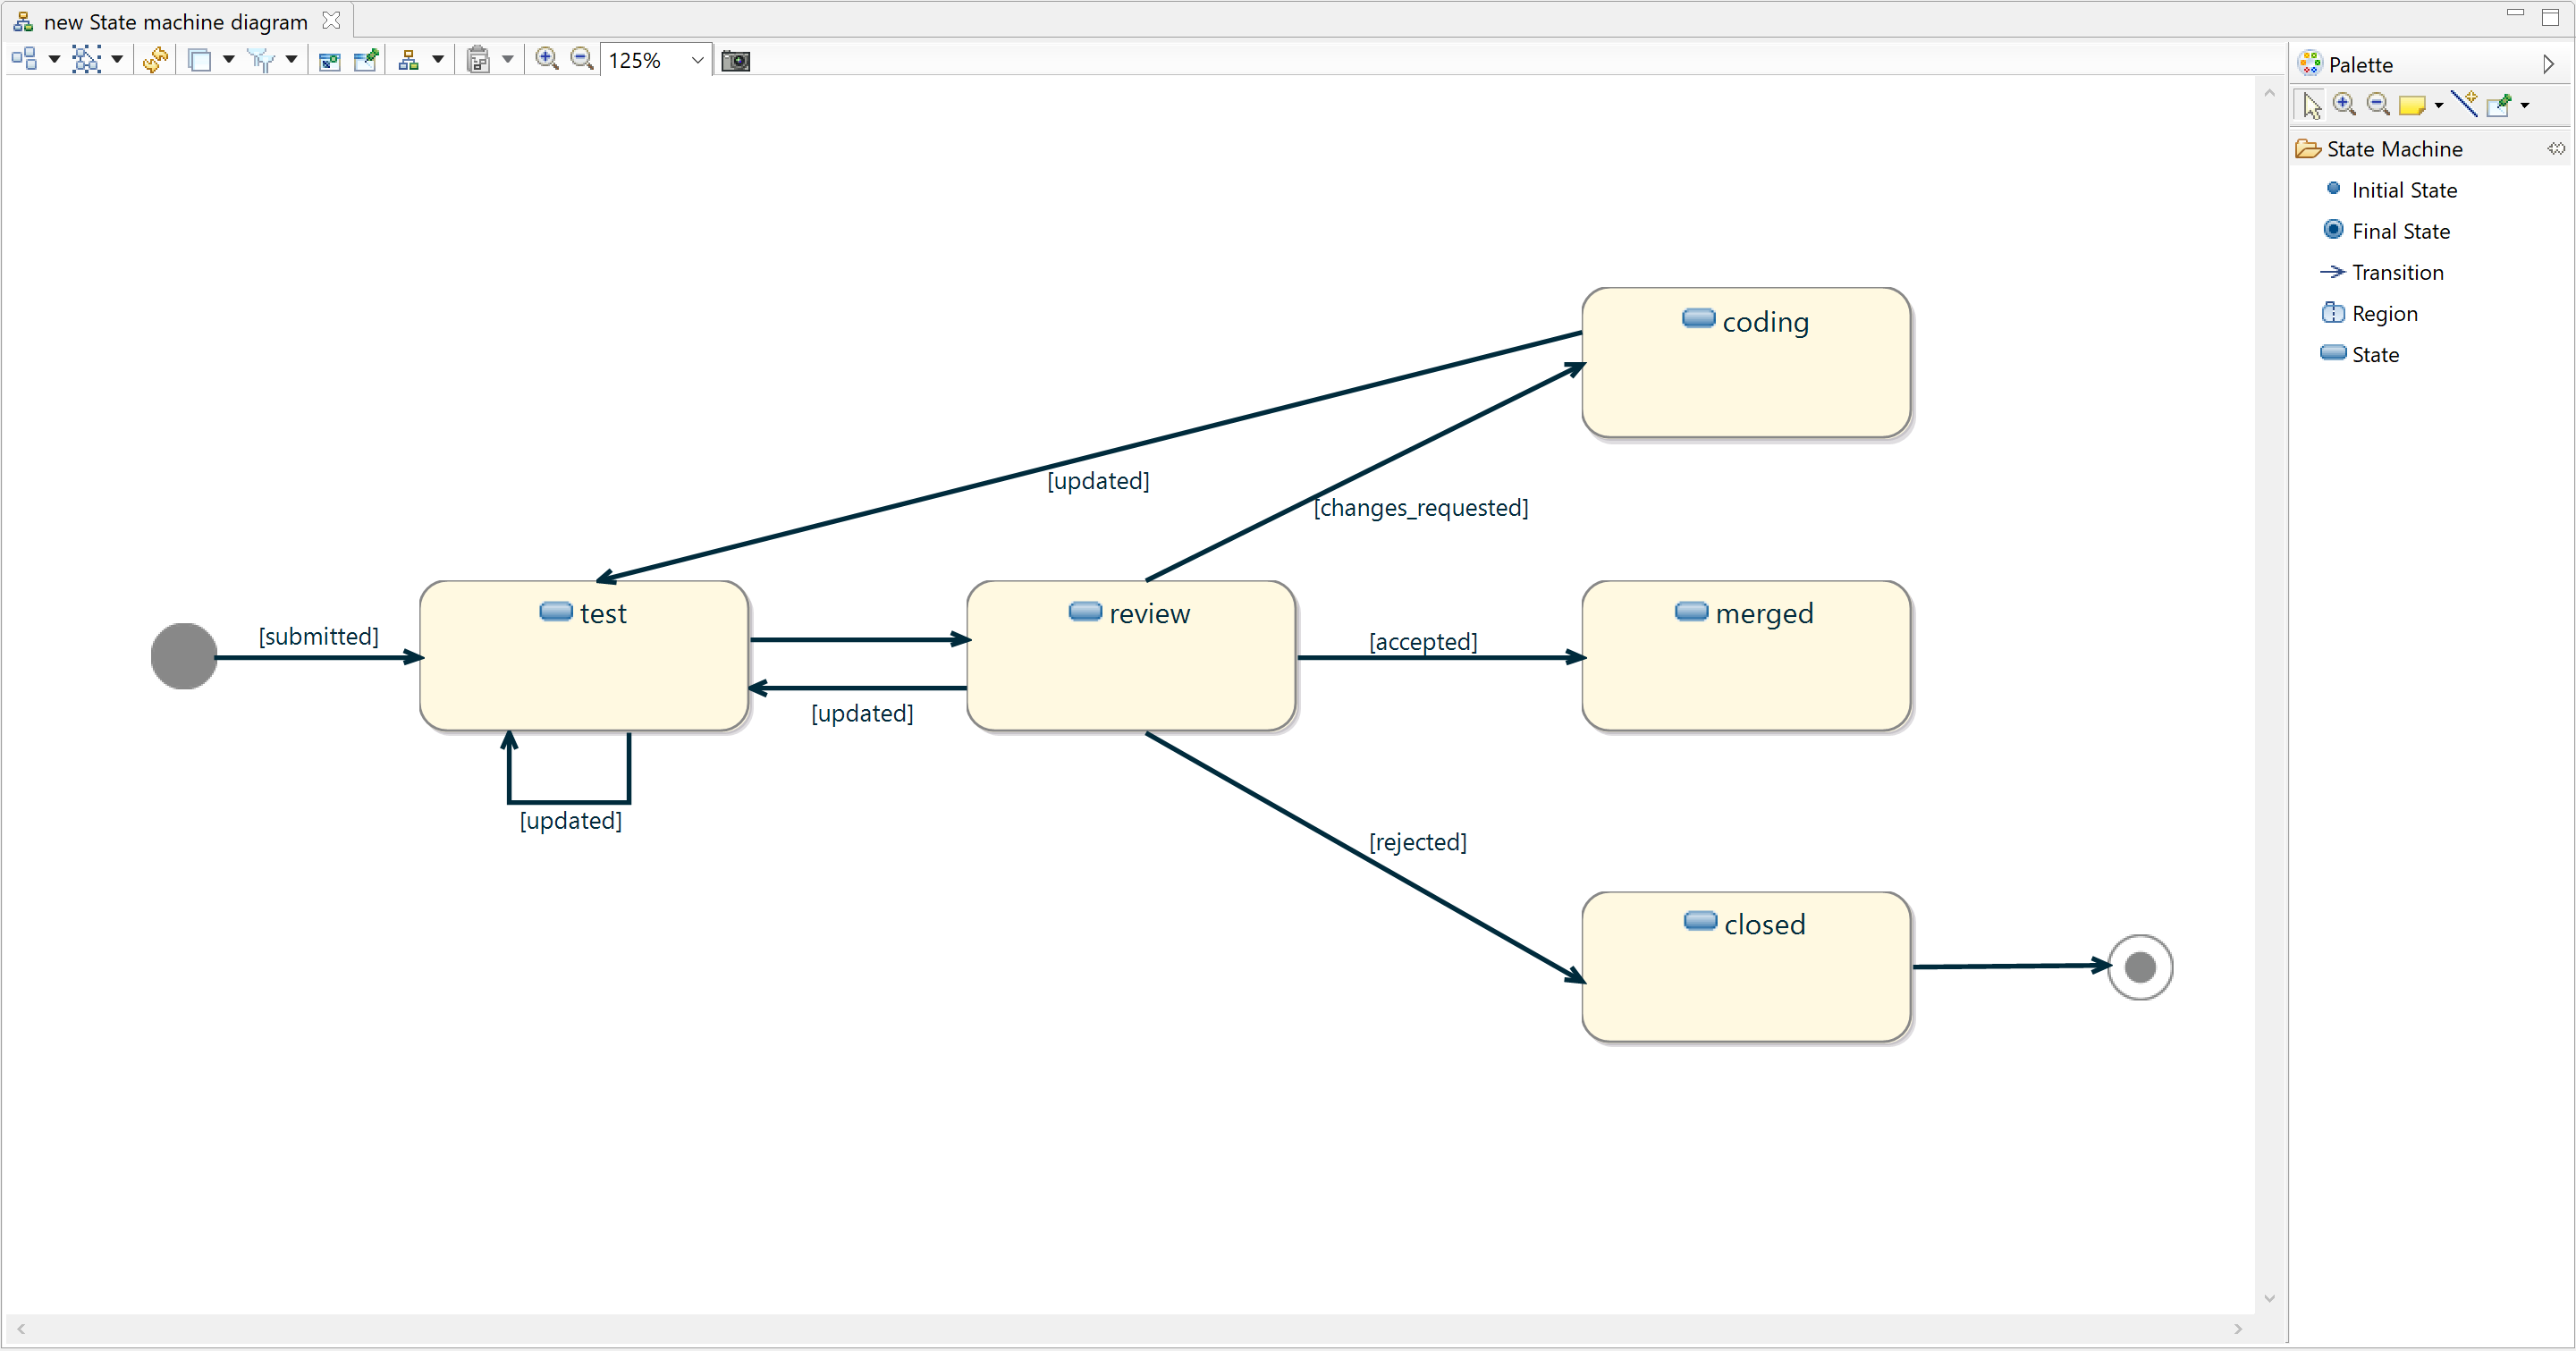 new State machine diagram
125%
Palette
State Machine
Initial State
Final State
Transition
Region
State
coding
[updated]
[changes_requested]
test
review
merged
[submitted]
[accepted]
[updated]
[updated]
[rejected]
closed